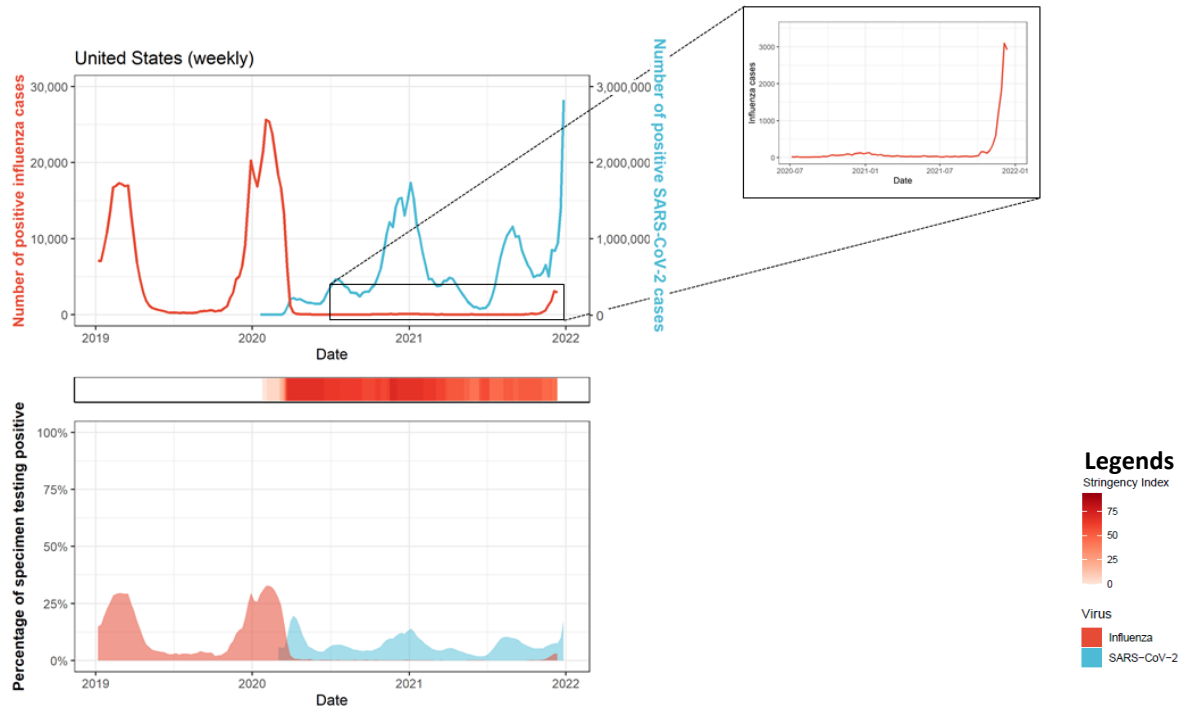 United States (weekly)
Number of positive influenza cases
30,000
20,000
10,000
0
3,000,000
2,000,000
1,000,000
0
Number of positive SARS-CoV-2 cases
2019
2020
2021
2022
Date
Influenza cases
3000
2000
1000
0
2020-07
2021-01
2021-07
2022-01
Date
Percentage of specimen testing positive
100%
75%
50%
25%
0%
2019
2020
2021
2022
Date
Legends
Stringency Index
75
50
25
0
Virus
Influenza
SARS-CoV-2